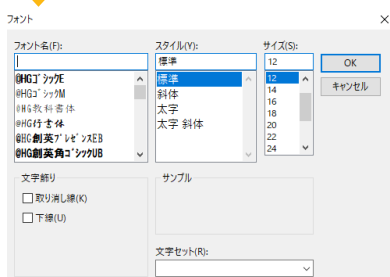 フォント
フォント名(F):
スタイル(Y):
サイズ(S):
標準
12
OK
キャンセル
@HGｺﾞｼｯｸE
@HGｺﾞｼｯｸM
@HG教科書体
@HG行書体
@HG創英ﾌﾟﾚｾﾞﾝｽEB
@HG創英角ｺﾞｼｯｸUB
標準
斜体
太字
太字 斜体
12
14
16
18
20
22
24
文字飾り
取り消し線(K)
下線(U)
サンプル
文字セット(R):